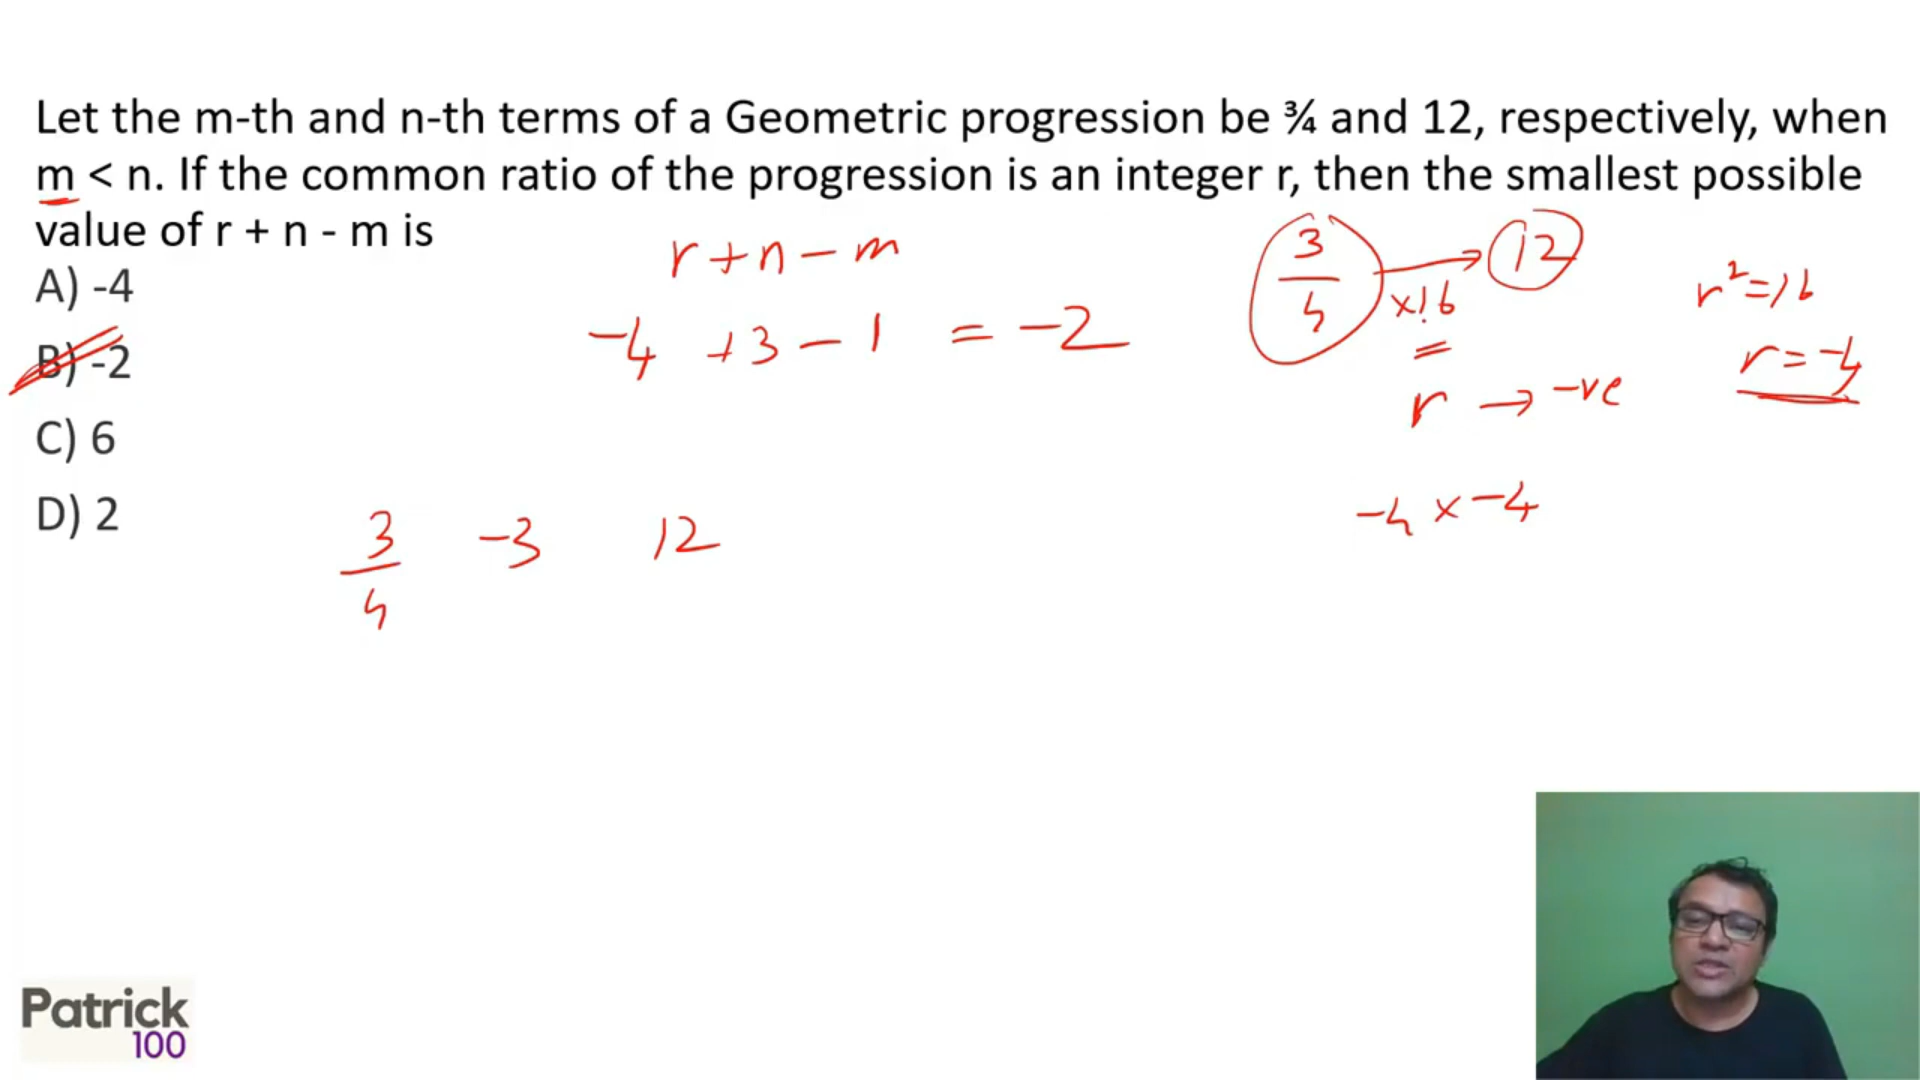 Let the m-th and n-th terms of a Geometric progression be ¾ and 12, respectively, when
m < n. If the common ratio of the progression is an integer r, then the smallest possible
value of r + n - m is
A) -4
B) -2
C) 6
D) 2
r + n - m
-4 + 3 - 1 = -2
3/4 → 12
×16
=
r → -ve
-4 × -4
r² = 16
r = -4
3/4 -3 12
Patrick
100